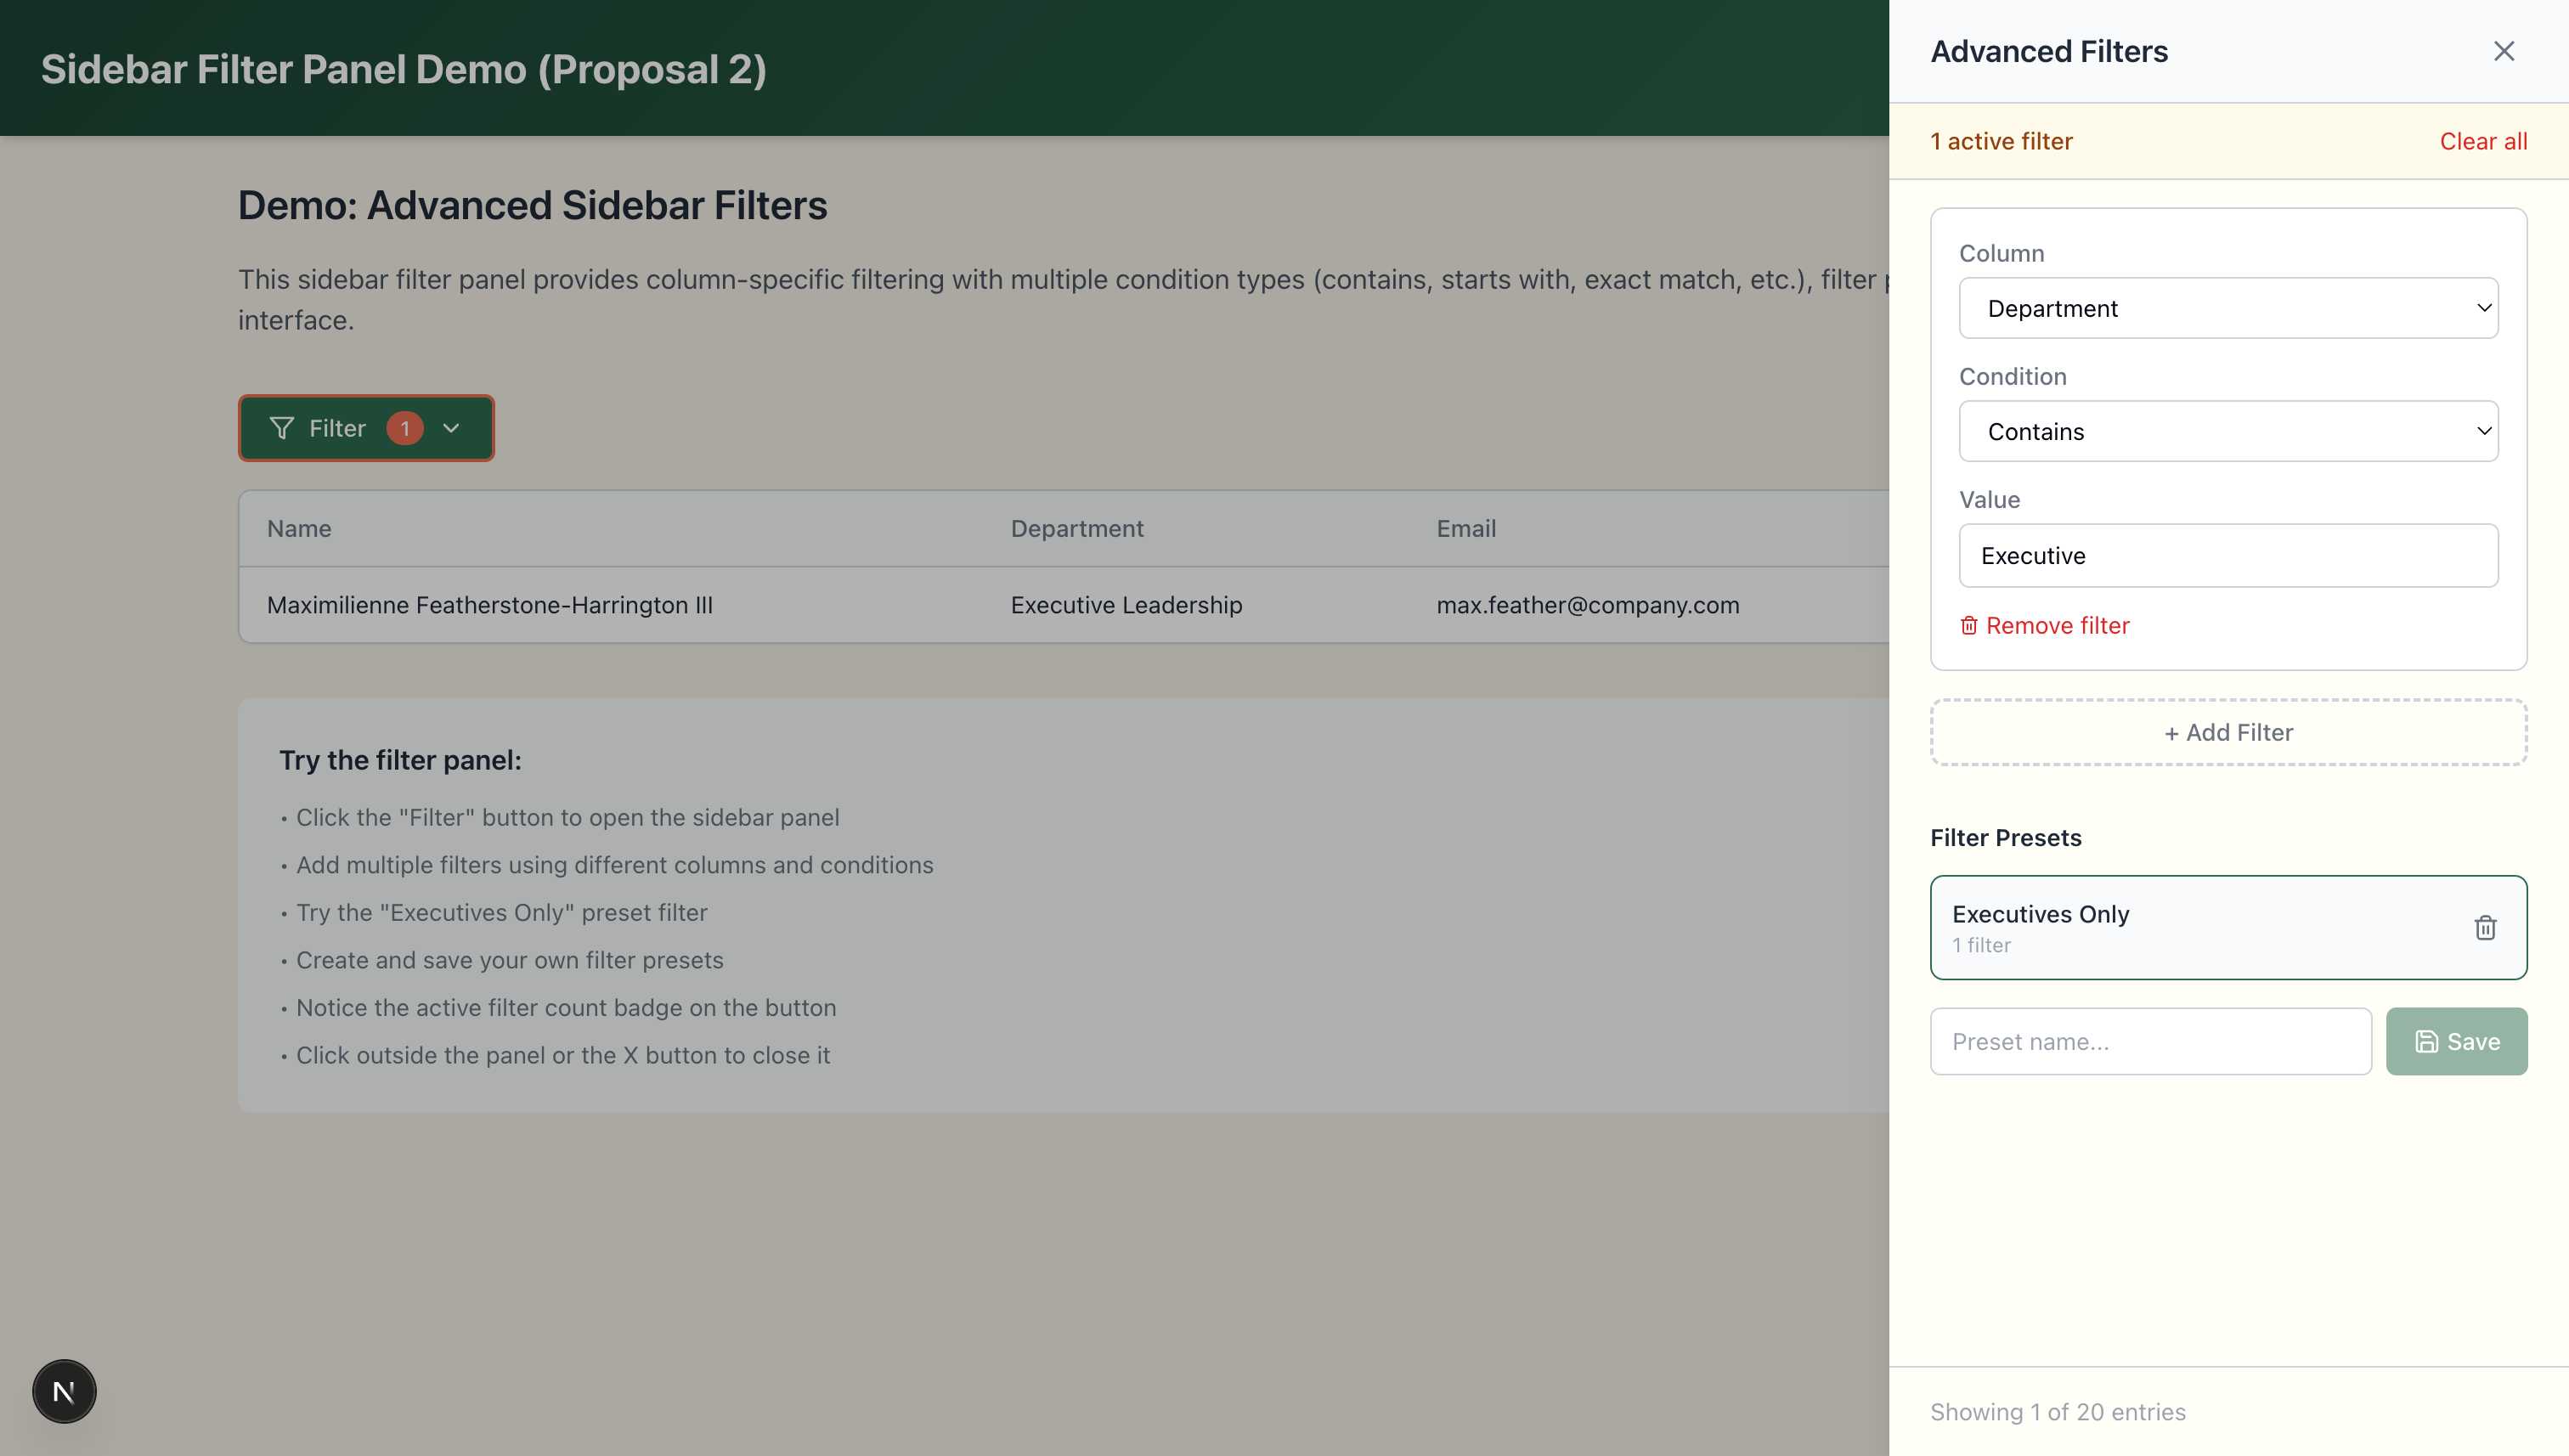 Sidebar Filter Panel Demo (Proposal 2)
Demo: Advanced Sidebar Filters
This sidebar filter panel provides column-specific filtering with multiple condition types (contains, starts with, exact match, etc.), filter
interface.
Filter 1
Name Department Email
Maximilienne Featherstone-Harrington III Executive Leadership max.feather@company.com
Try the filter panel:
• Click the "Filter" button to open the sidebar panel
• Add multiple filters using different columns and conditions
• Try the "Executives Only" preset filter
• Create and save your own filter presets
• Notice the active filter count badge on the button
• Click outside the panel or the X button to close it
N
Advanced Filters
1 active filter Clear all
Column
Department
Condition
Contains
Value
Executive
Remove filter
+ Add Filter
Filter Presets
Executives Only
1 filter
Preset name... Save
Showing 1 of 20 entries